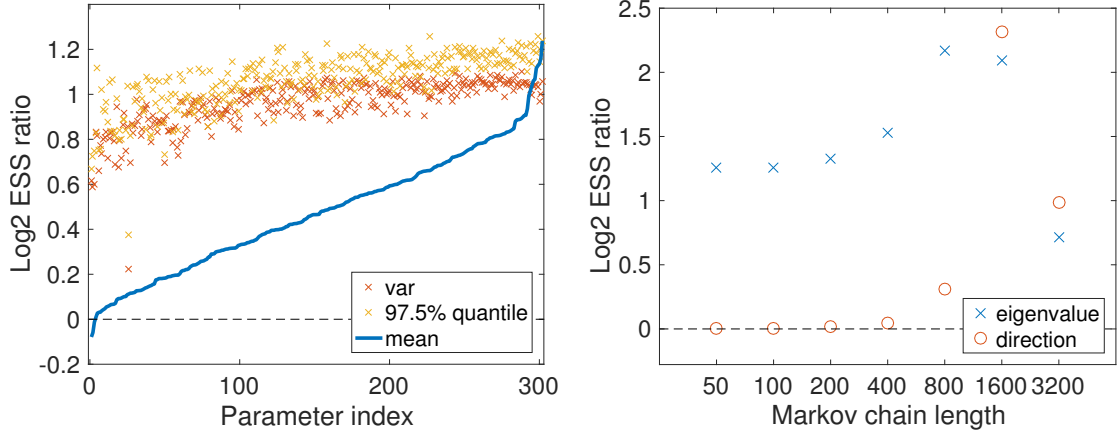 Log2 ESS ratio
1.2
1
0.8
0.6
0.4
0.2
0
-0.2
0 100 200 300
Parameter index
var
97.5% quantile
mean
Log2 ESS ratio
2.5
2
1.5
1
0.5
0
50 100 200 400 800 1600 3200
Markov chain length
eigenvalue
direction